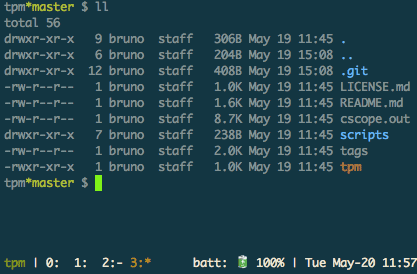 tpm*master $ ll
total 56
drwxr-xr-x  9 bruno  staff  306B May 19 11:45 .
drwxr-xr-x  6 bruno  staff  204B May 19 15:08 ..
drwxr-xr-x  12 bruno  staff  408B May 19 15:08 .git
-rw-r--r--  1 bruno  staff  1.0K May 19 11:45 LICENSE.md
-rw-r--r--  1 bruno  staff  1.6K May 19 11:45 README.md
-rw-r--r--  1 bruno  staff  8.7K May 19 11:45 cscope.out
drwxr-xr-x  7 bruno  staff  238B May 19 11:45 scripts
-rw-r--r--  1 bruno  staff  2.0K May 19 11:45 tags
-rwxr-xr-x  1 bruno  staff  1.0K May 19 11:45 tpm
tpm*master $
tpm | 0:  1:  2:- 3:*  batt: 🔋 100% | Tue May-20 11:57